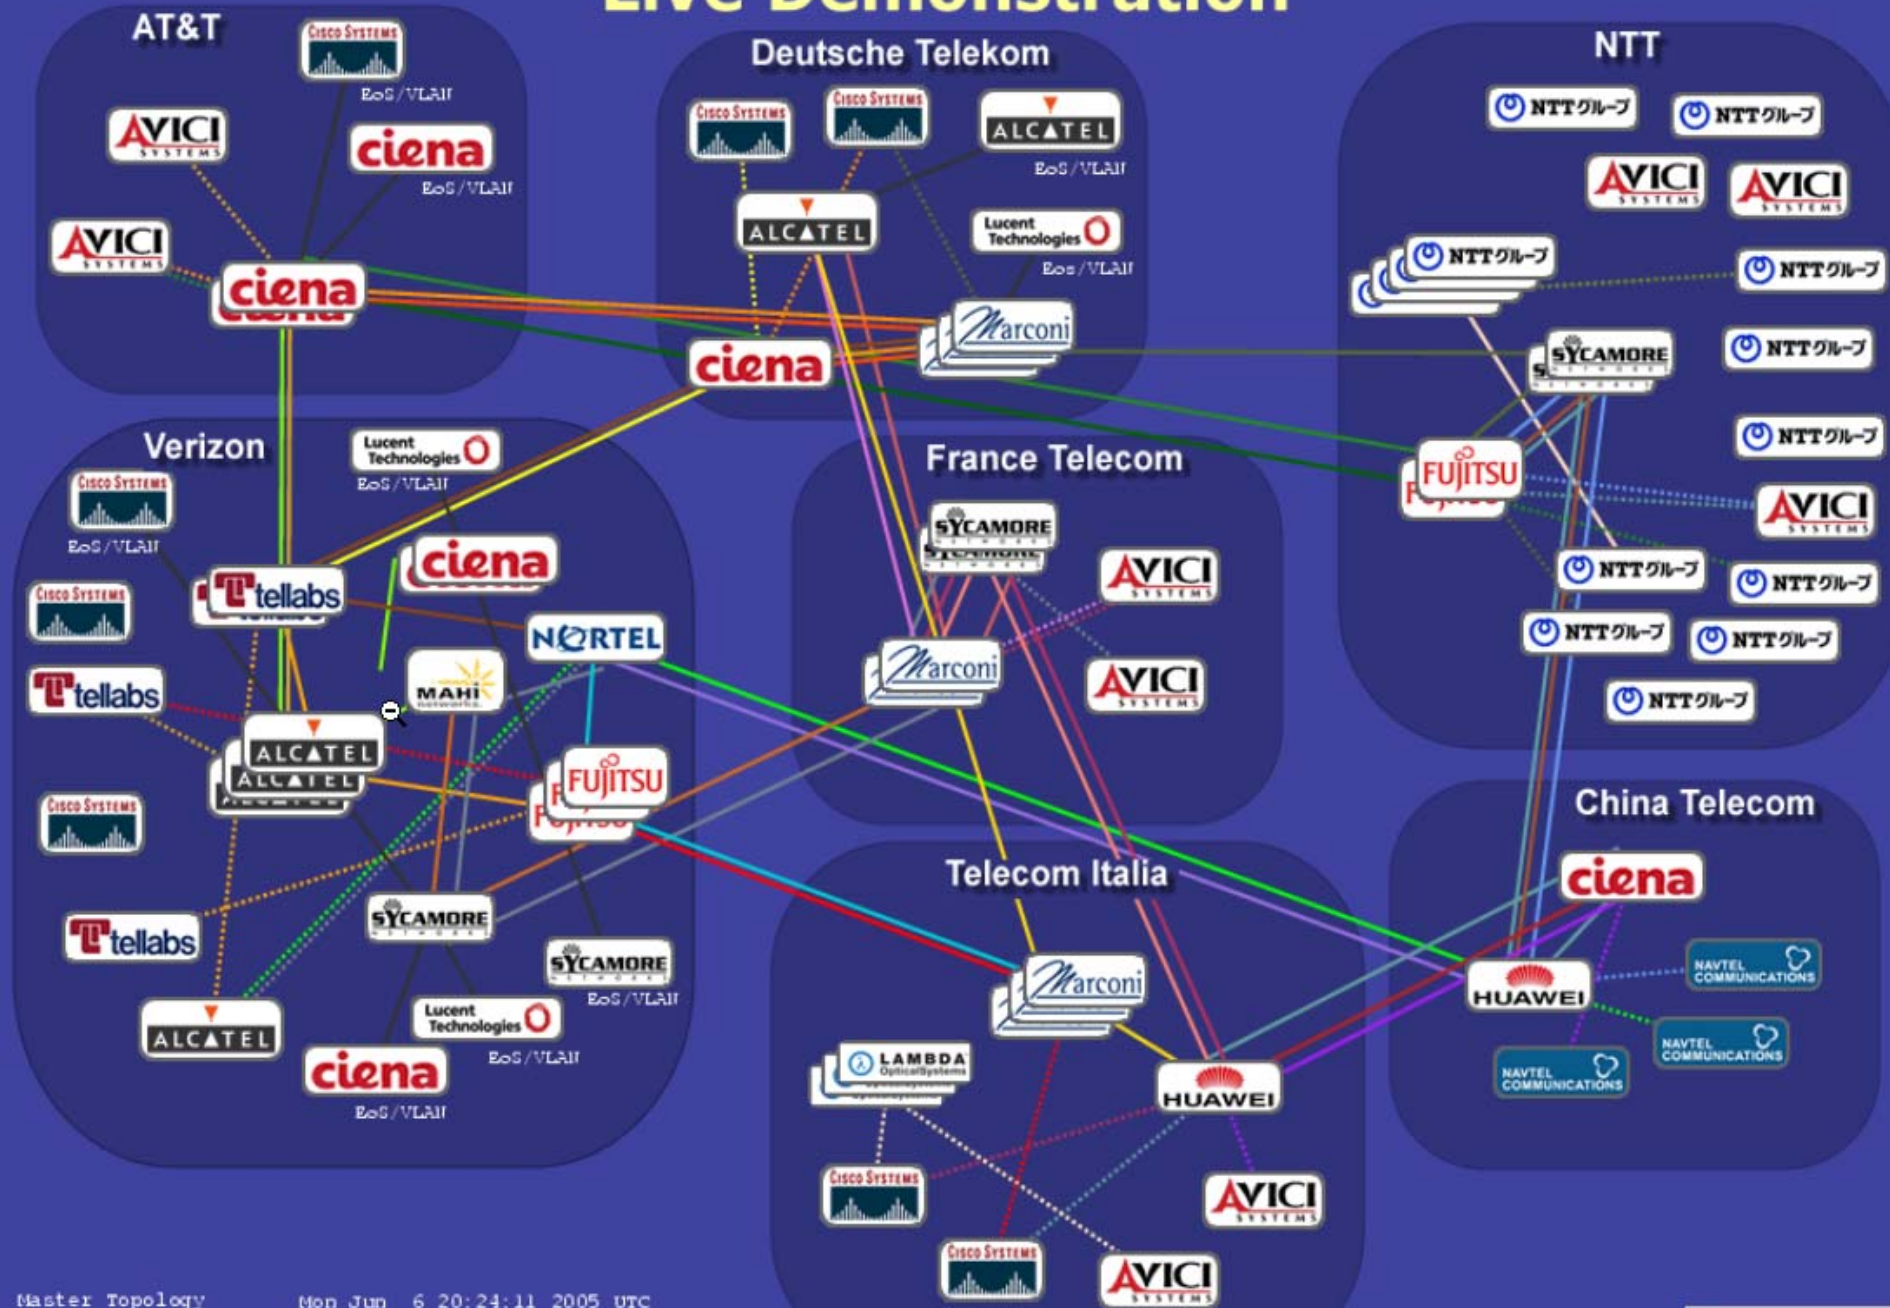 Live Demonstration
AT&T
CISCO SYSTEMS
EoS/VLAN
AVICI
SYSTEMS
ciena
EoS/VLAN
AVICI
SYSTEMS
ciena
Deutsche Telekom
CISCO SYSTEMS
CISCO SYSTEMS
ALCATEL
EoS/VLAN
ALCATEL
Lucent
Technologies
Eos/VLAN
Marconi
ciena
NTT
NTTグループ
NTTグループ
AVICI
SYSTEMS
AVICI
SYSTEMS
NTTグループ
NTTグループ
SYCAMORE
NETWORKS
NTTグループ
NTTグループ
FUJITSU
AVICI
SYSTEMS
NTTグループ
NTTグループ
NTTグループ
NTTグループ
NTTグループ
Verizon
Lucent
Technologies
EoS/VLAN
CISCO SYSTEMS
EoS/VLAN
ciena
tellabs
CISCO SYSTEMS
NORTEL
MAHI
networks.
tellabs
ALCATEL
ALCATEL
FUJITSU
CISCO SYSTEMS
SYCAMORE
NETWORKS
tellabs
SYCAMORE
NETWORKS
EoS/VLAN
ALCATEL
Lucent
Technologies
EoS/VLAN
ciena
EoS/VLAN
France Telecom
SYCAMORE
NETWORKS
SYCAMORE
AVICI
SYSTEMS
Marconi
AVICI
SYSTEMS
Telecom Italia
Marconi
LAMBDA
OpticalSystems
HUAWEI
CISCO SYSTEMS
AVICI
SYSTEMS
CISCO SYSTEMS
AVICI
SYSTEMS
China Telecom
ciena
NAVTEL
COMMUNICATIONS
HUAWEI
NAVTEL
COMMUNICATIONS
NAVTEL
COMMUNICATIONS
Master Topology
Mon Jun 6 20:24:11 2005 UTC